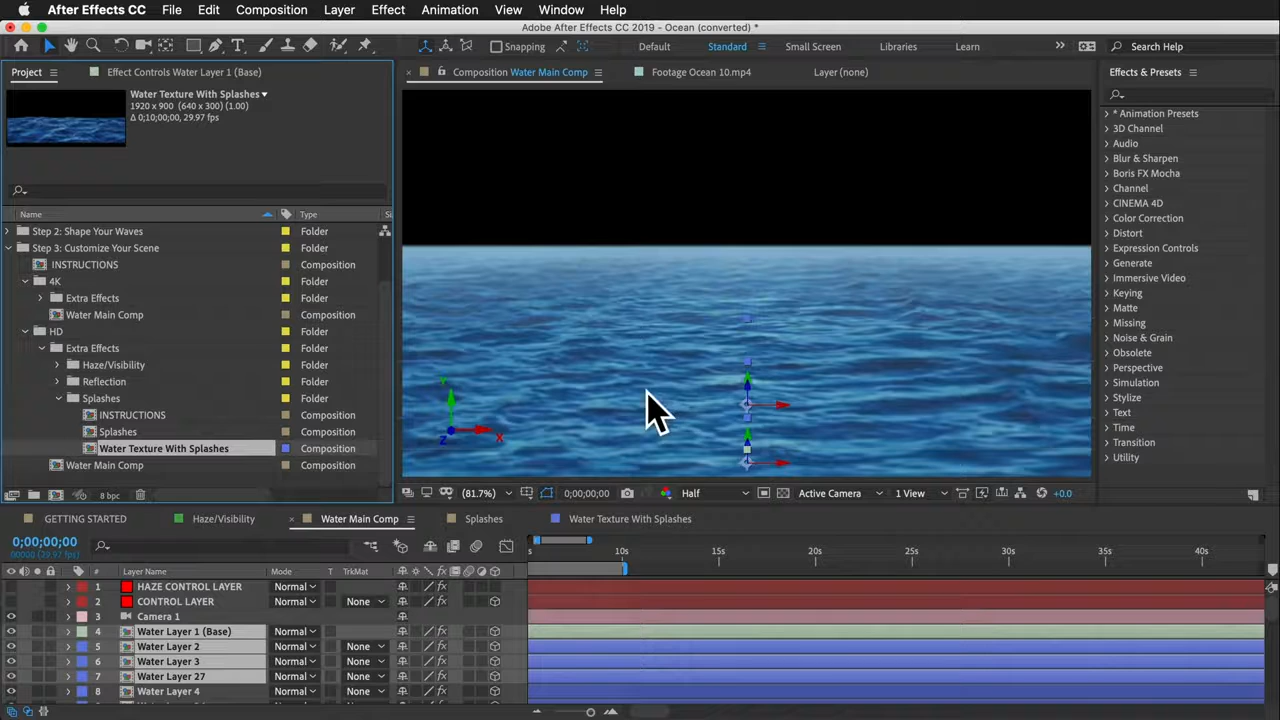 After Effects CC File Edit Composition Layer Effect Animation View Window Help
Adobe After Effects CC 2019 - Ocean (converted) *
Snapping Default Standard Small Screen Libraries Learn Search Help
Project Effect Controls Water Layer 1 (Base) Composition Water Main Comp Footage Ocean 10.mp4 Layer (none) Effects & Presets
Water Texture With Splashes
1920 x 900 (640 x 300) (1.00)
Δ 0;10;00;00, 29.97 fps
Name Type Si
Step 2: Shape Your Waves Folder
Step 3: Customize Your Scene Folder
INSTRUCTIONS Composition
4K Folder
Extra Effects Folder
Water Main Comp Composition
HD Folder
Extra Effects Folder
Haze/Visibility Folder
Reflection Folder
Splashes Folder
INSTRUCTIONS Composition
Splashes Composition
Water Texture With Splashes Composition
Water Main Comp Composition
8 bpc
Y
X
Z
(81.7%) 0;00;00;00 Half Active Camera 1 View +0.0
* Animation Presets
3D Channel
Audio
Blur & Sharpen
Boris FX Mocha
Channel
CINEMA 4D
Color Correction
Distort
Expression Controls
Generate
Immersive Video
Keying
Matte
Missing
Noise & Grain
Obsolete
Perspective
Simulation
Stylize
Text
Time
Transition
Utility
GETTING STARTED Haze/Visibility Water Main Comp Splashes Water Texture With Splashes
0;00;00;00
00000 (29.97 fps)
s 10s 15s 20s 25s 30s 35s 40s
# Layer Name Mode T TrkMat
1 HAZE CONTROL LAYER Normal
2 CONTROL LAYER Normal None
3 Camera 1
4 Water Layer 1 (Base) Normal
5 Water Layer 2 Normal None
6 Water Layer 3 Normal None
7 Water Layer 27 Normal None
8 Water Layer 4 Normal None